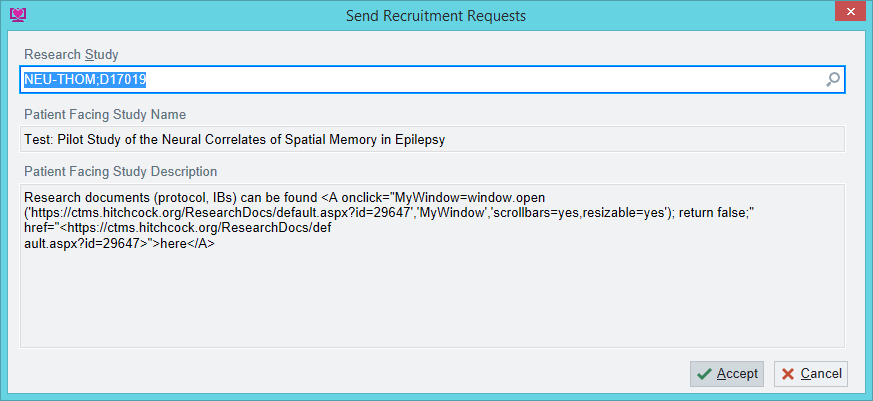 Send Recruitment Requests
Research Study
NEU-THOM;D17019
Patient Facing Study Name
Test: Pilot Study of the Neural Correlates of Spatial Memory in Epilepsy
Patient Facing Study Description
Research documents (protocol, IBs) can be found <A onclick="MyWindow=window.open
('https://ctms.hitchcock.org/ResearchDocs/default.aspx?id=29647','MyWindow','scrollbars=yes,resizable=yes'); return false;"
href="<https://ctms.hitchcock.org/ResearchDocs/def
ault.aspx?id=29647>">here</A>
Accept Cancel